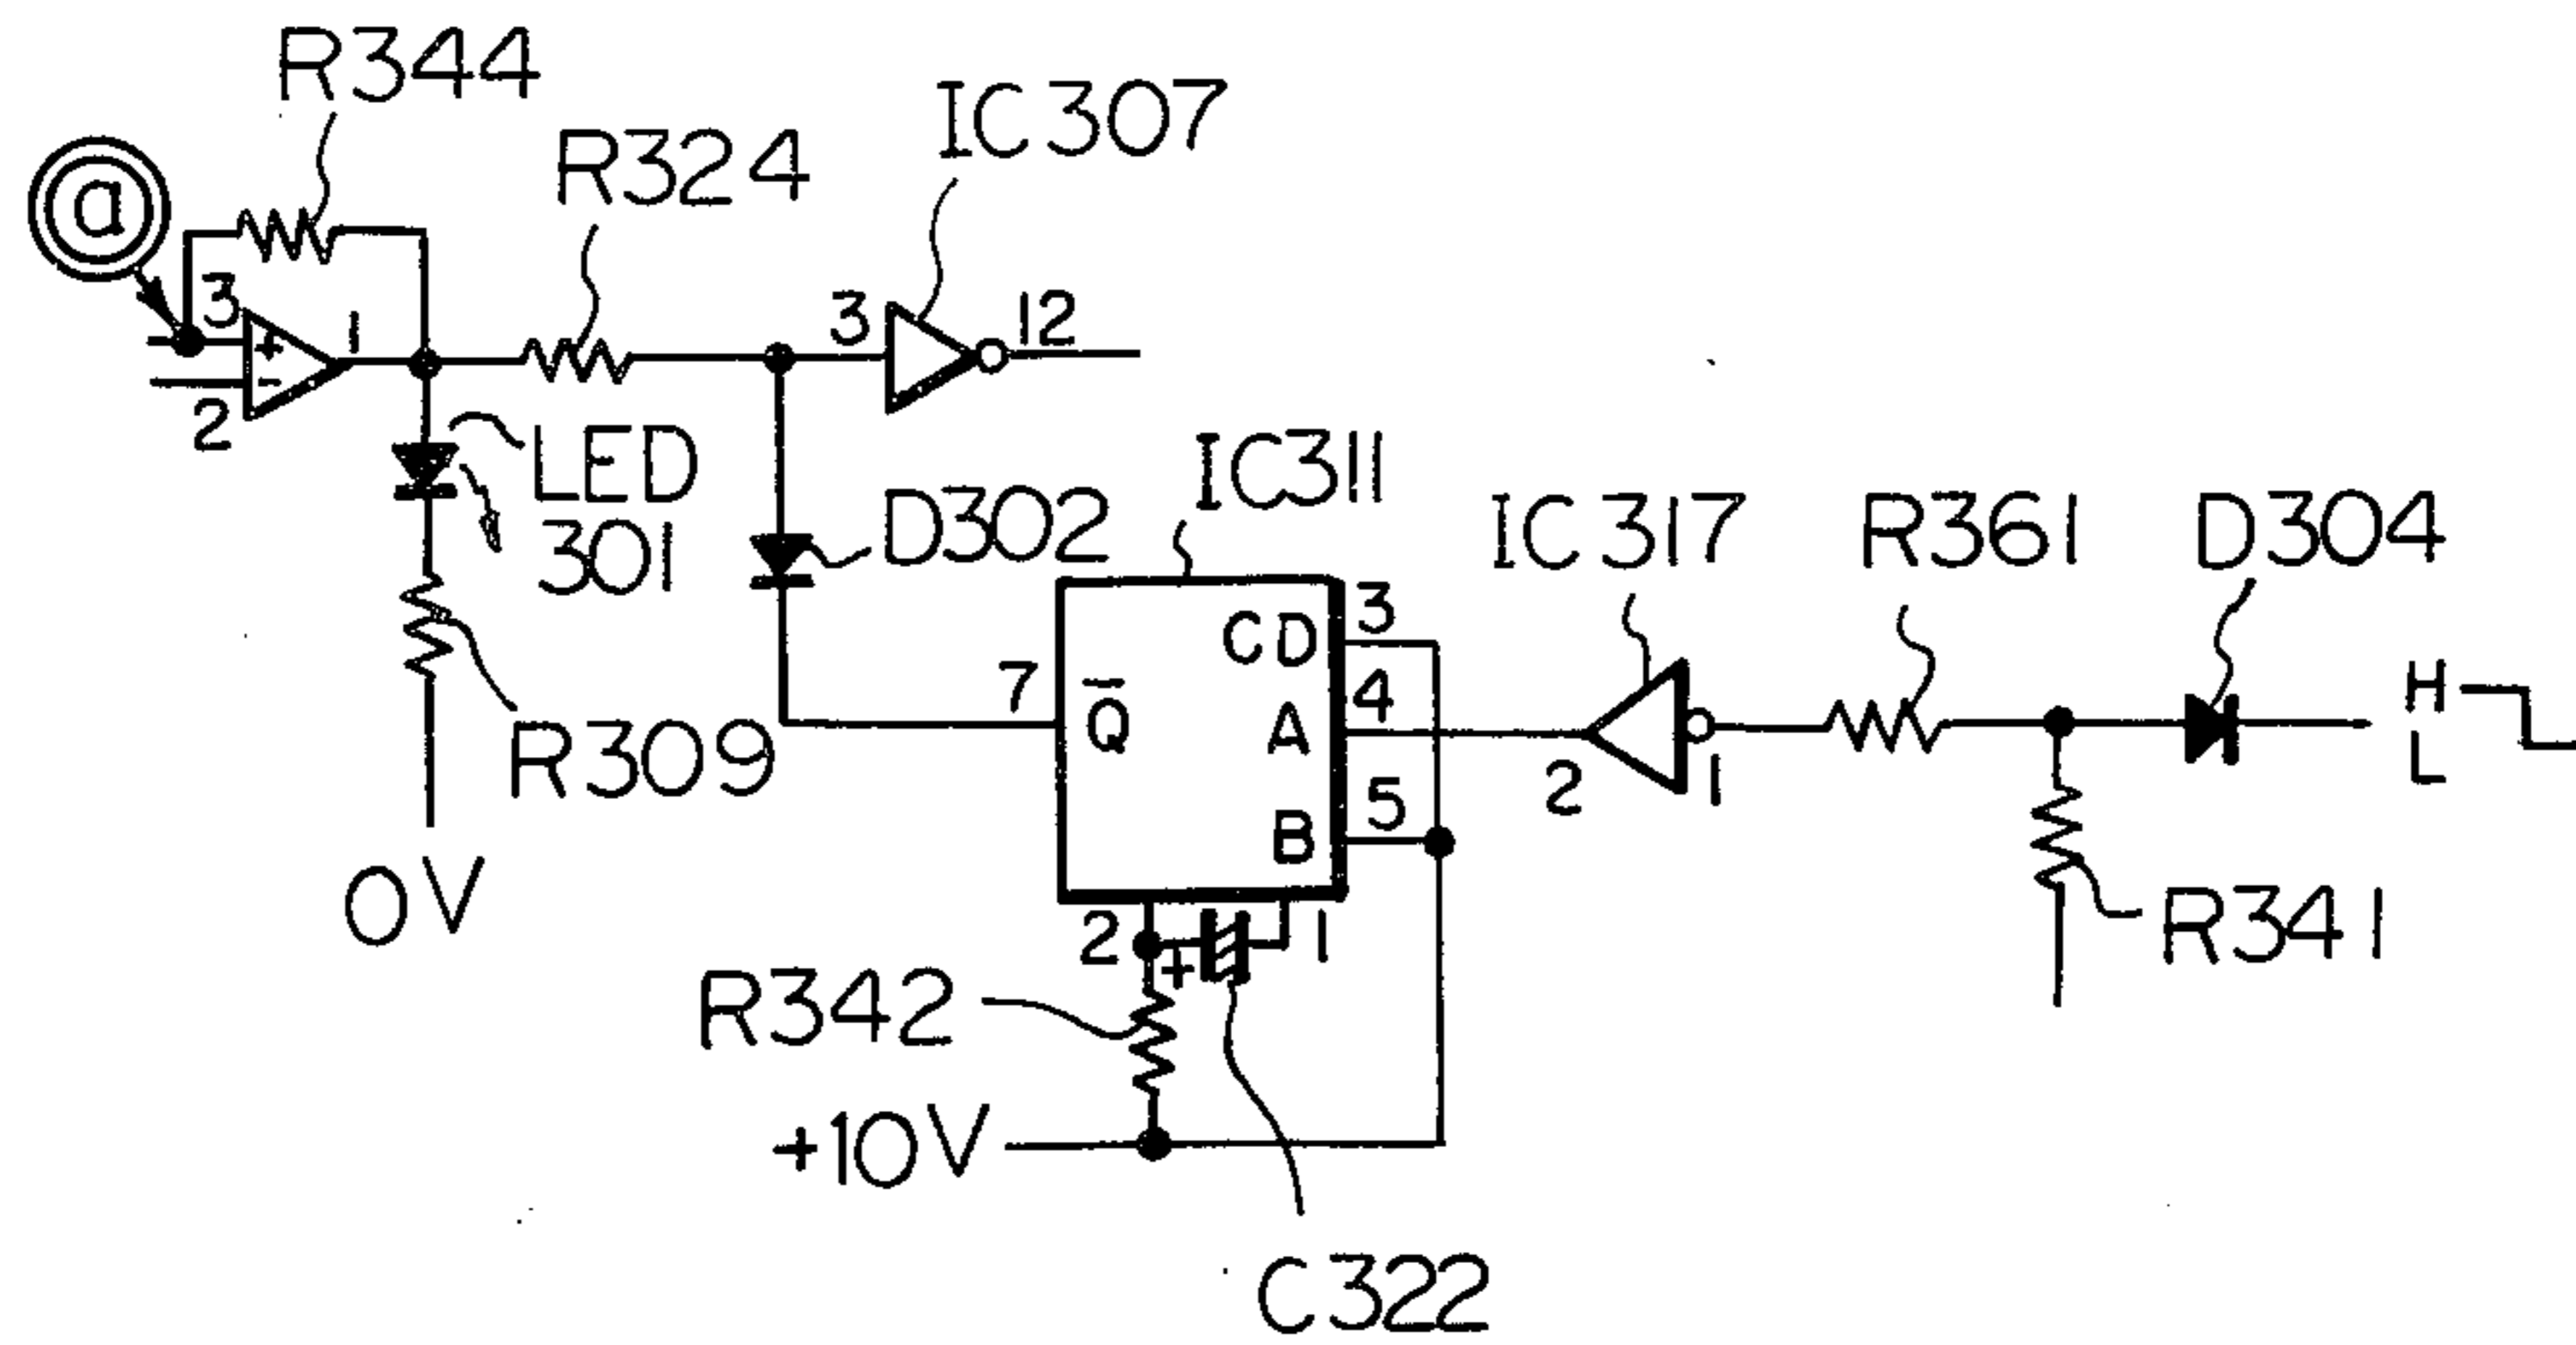 R344
R324
IC307
a
3
+
-
2
1
3
12
LED
301
D302
IC311
IC317
R361
D304
CD
3
7
Q̅
A
4
B
5
2
1
H
L
R309
0V
2
+
1
R341
R342
+10V
C322